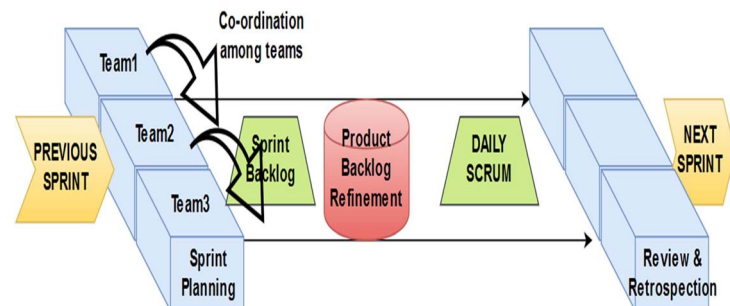 Co-ordination
among teams
Team1
Team2
Team3
Sprint
Planning
PREVIOUS
SPRINT
Sprint
Backlog
Product
Backlog
Refinement
DAILY
SCRUM
Review &
Retrospection
NEXT
SPRINT